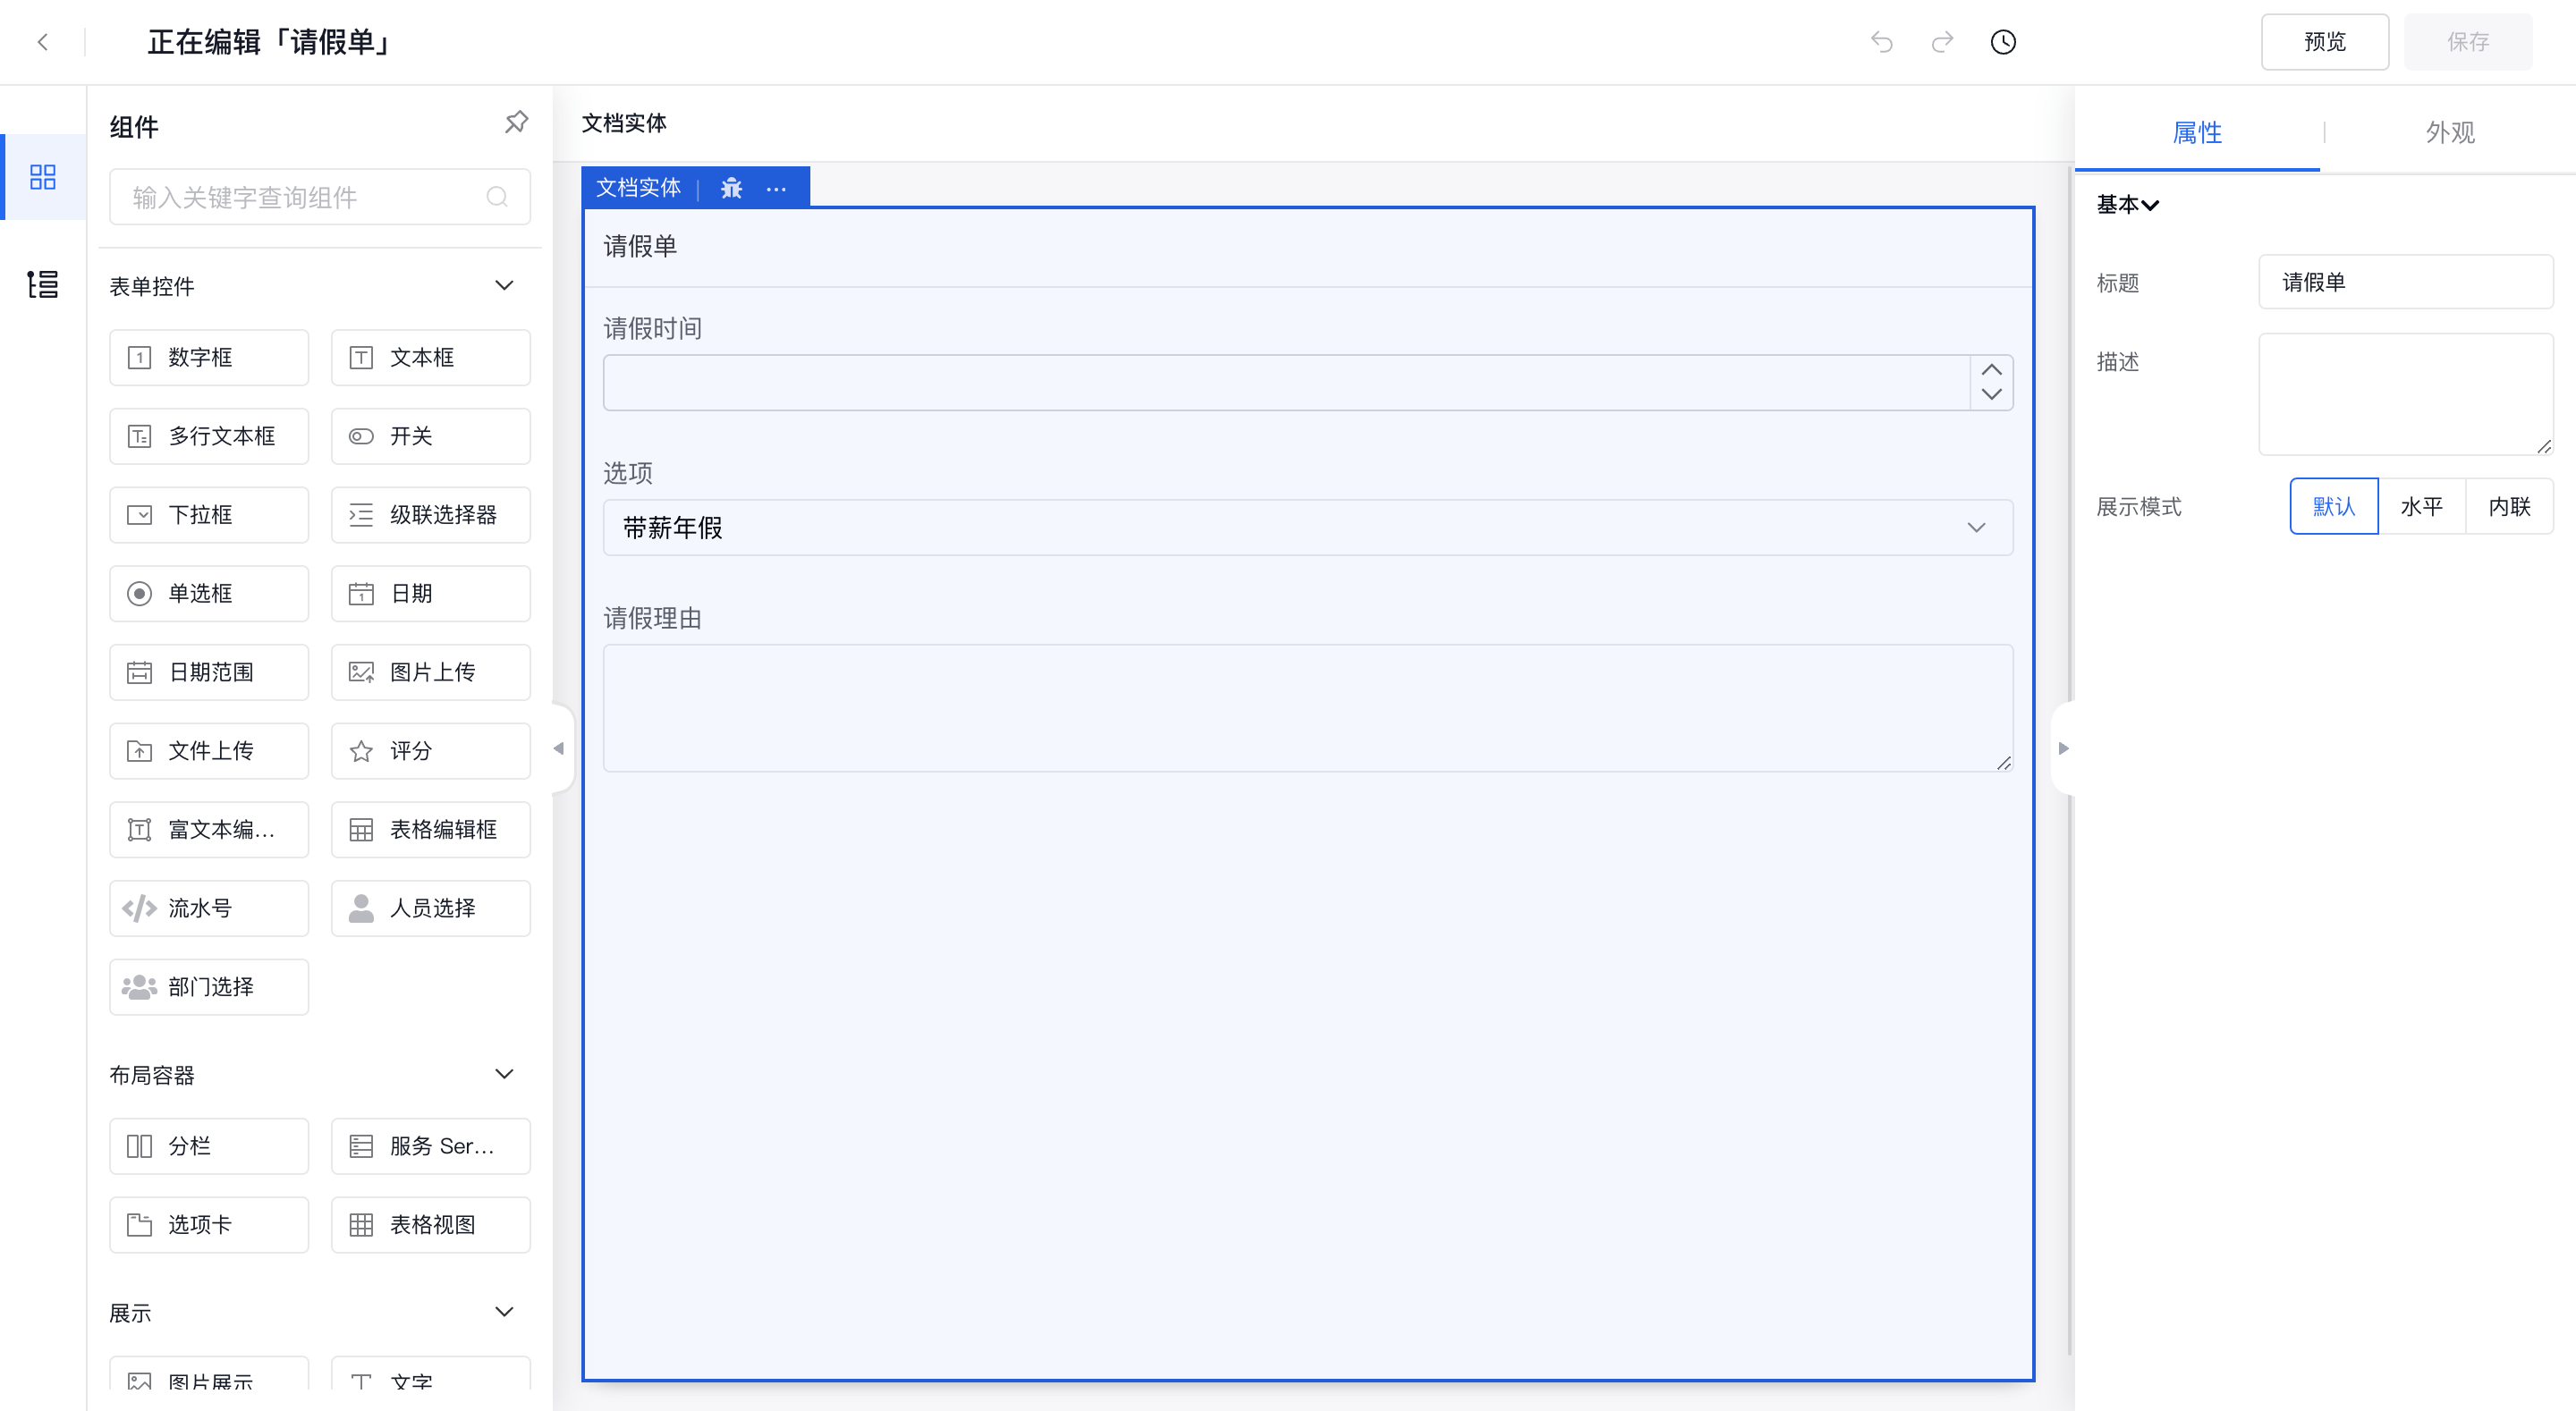 正在编辑「请假单」
预览
保存
组件
输入关键字查询组件
表单控件
数字框
文本框
多行文本框
开关
下拉框
级联选择器
单选框
日期
日期范围
图片上传
文件上传
评分
富文本编...
表格编辑框
流水号
人员选择
部门选择
布局容器
分栏
服务 Ser...
选项卡
表格视图
展示
图片展示
文字
文档实体
文档实体
请假单
请假时间
选项
带薪年假
请假理由
属性
外观
基本
标题
请假单
描述
展示模式
默认
水平
内联